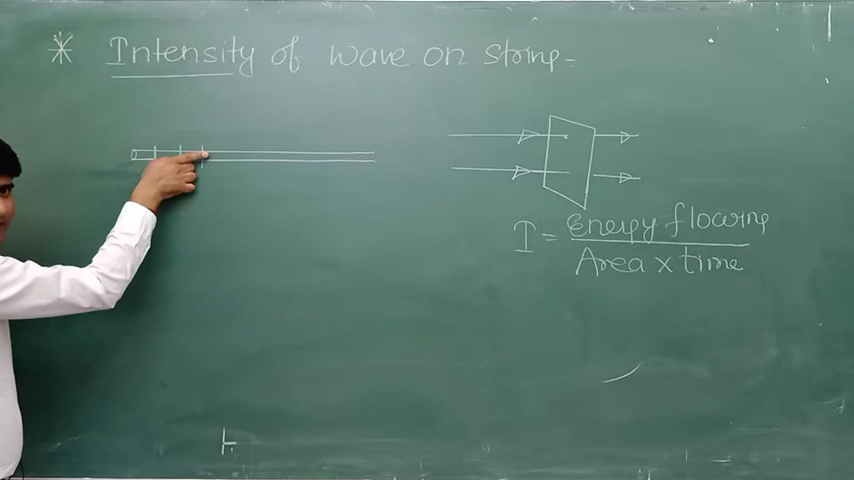 * Intensity of wave on string -
I = Energy flowing
Area x time